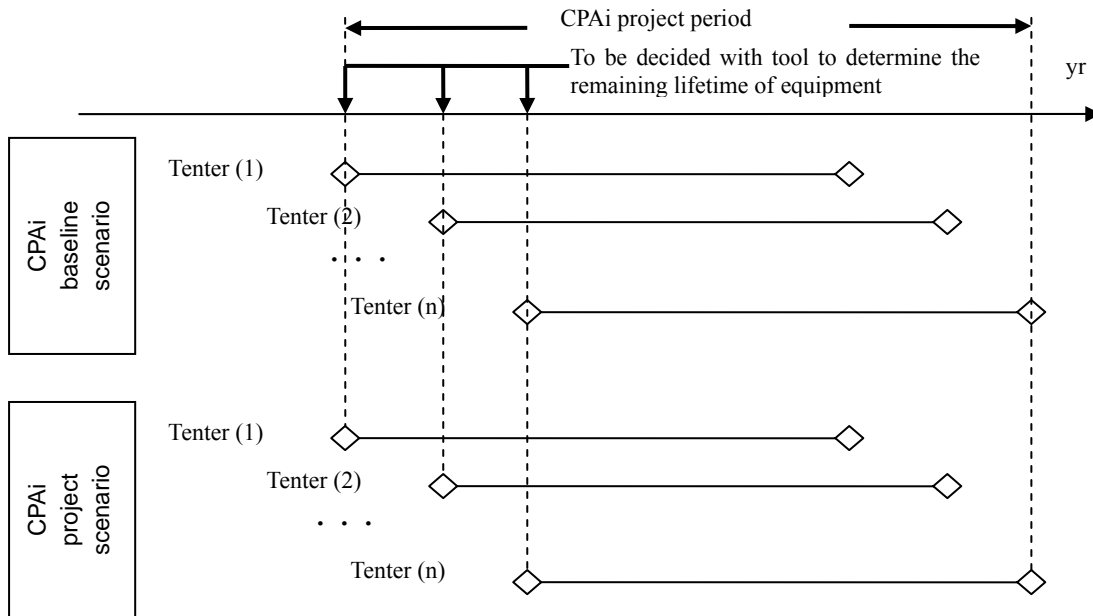 CPAi project period
To be decided with tool to determine the
remaining lifetime of equipment
yr
CPAi
baseline
scenario
Tenter (1)
Tenter (2)
. . .
Tenter (n)
CPAi
project
scenario
Tenter (1)
Tenter (2)
. . .
Tenter (n)